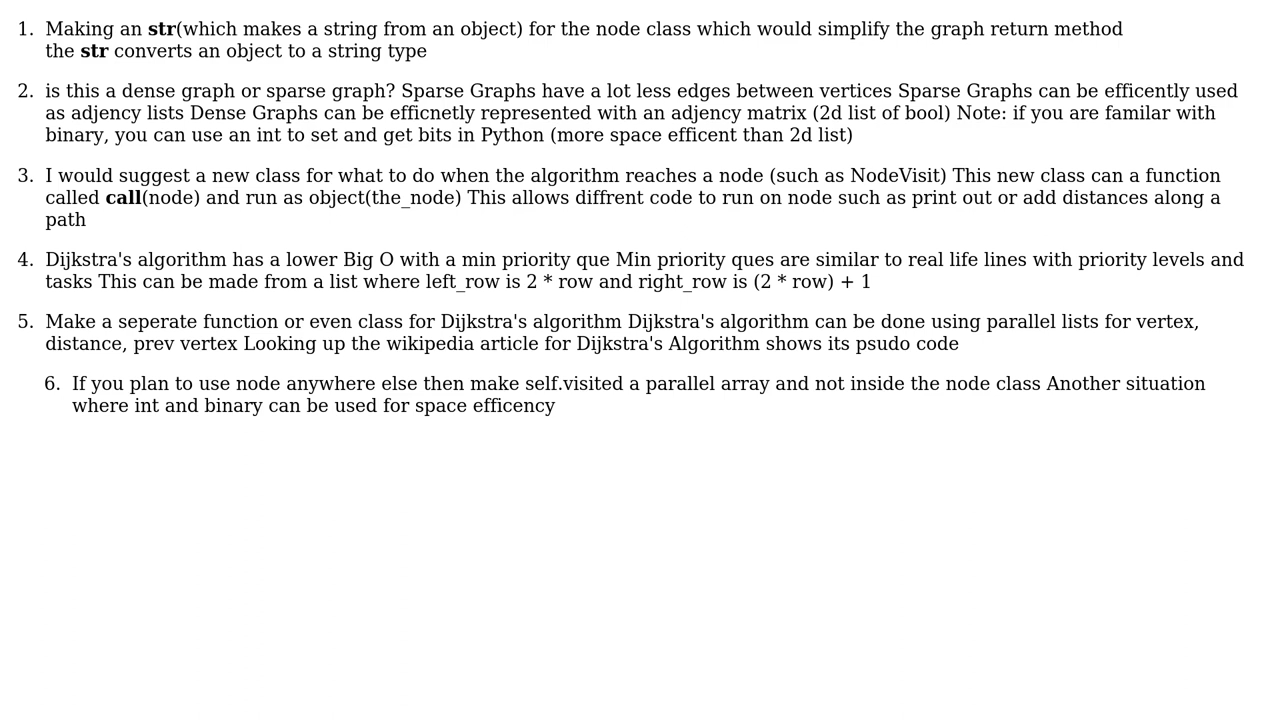 1. Making an str(which makes a string from an object) for the node class which would simplify the graph return method
the str converts an object to a string type
2. is this a dense graph or sparse graph? Sparse Graphs have a lot less edges between vertices Sparse Graphs can be efficently used
as adjency lists Dense Graphs can be efficnetly represented with an adjency matrix (2d list of bool) Note: if you are familar with
binary, you can use an int to set and get bits in Python (more space efficent than 2d list)
3. I would suggest a new class for what to do when the algorithm reaches a node (such as NodeVisit) This new class can a function
called call(node) and run as object(the_node) This allows diffrent code to run on node such as print out or add distances along a
path
4. Dijkstra's algorithm has a lower Big O with a min priority que Min priority ques are similar to real life lines with priority levels and
tasks This can be made from a list where left_row is 2 * row and right_row is (2 * row) + 1
5. Make a seperate function or even class for Dijkstra's algorithm Dijkstra's algorithm can be done using parallel lists for vertex,
distance, prev vertex Looking up the wikipedia article for Dijkstra's Algorithm shows its psudo code
6. If you plan to use node anywhere else then make self.visited a parallel array and not inside the node class Another situation
where int and binary can be used for space efficency